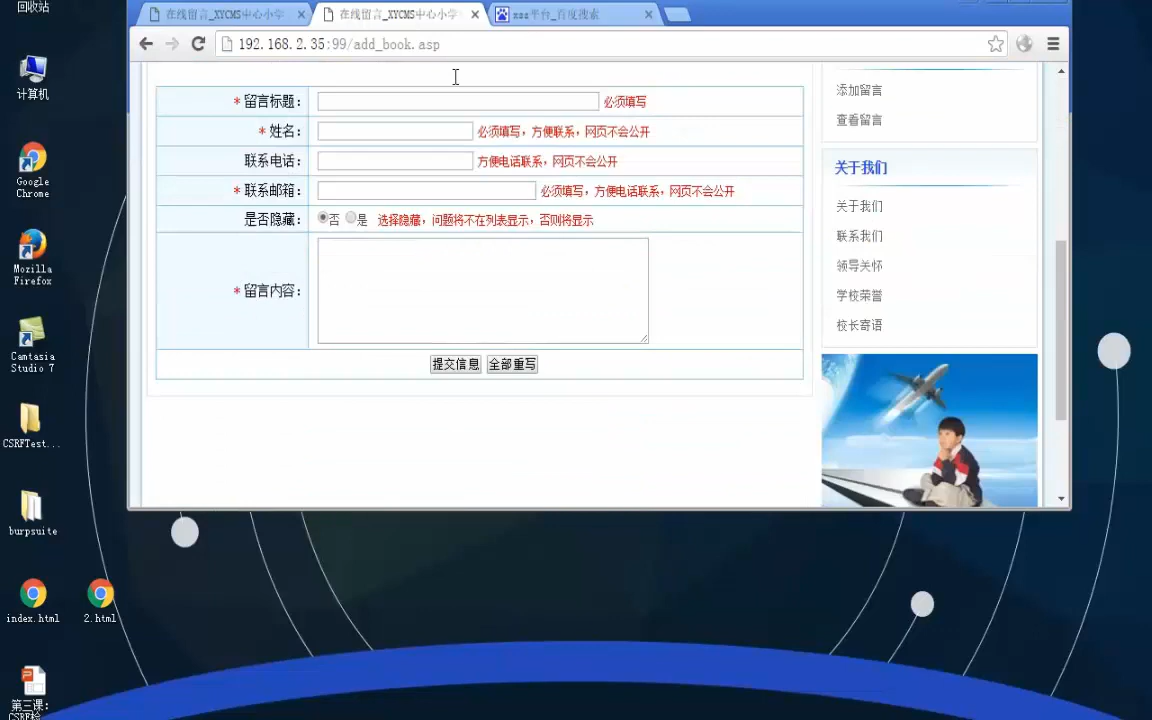 回收站
计算机
Google
Chrome
Mozilla
Firefox
Camtasia
Studio 7
CSRFTest...
burpsuite
index.html
2.html
第三课:
在线留言_XYCMS中心小学
在线留言_XYCMS中心小学
xss平台_百度搜索
192.168.2.35:99/add_book.asp
* 留言标题: 必须填写
* 姓名: 必须填写，方便联系，网页不会公开
联系电话: 方便电话联系，网页不会公开
* 联系邮箱: 必须填写，方便电话联系，网页不会公开
是否隐藏: 否 是 选择隐藏，问题将不在列表显示，否则将显示
* 留言内容:
提交信息 全部重写
添加留言
查看留言
关于我们
关于我们
联系我们
领导关怀
学校荣誉
校长寄语